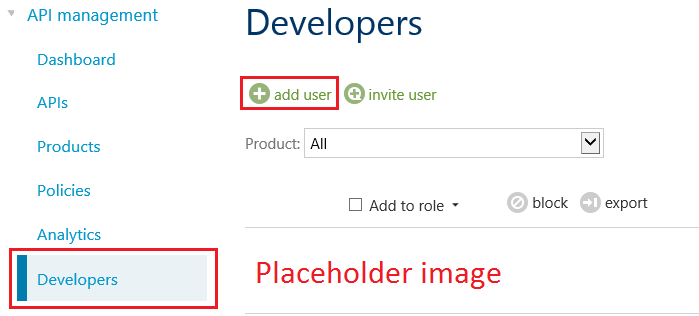 API management
Dashboard
APIs
Products
Policies
Analytics
Developers
Developers
add user invite user
Product: All
Add to role block export
Placeholder image